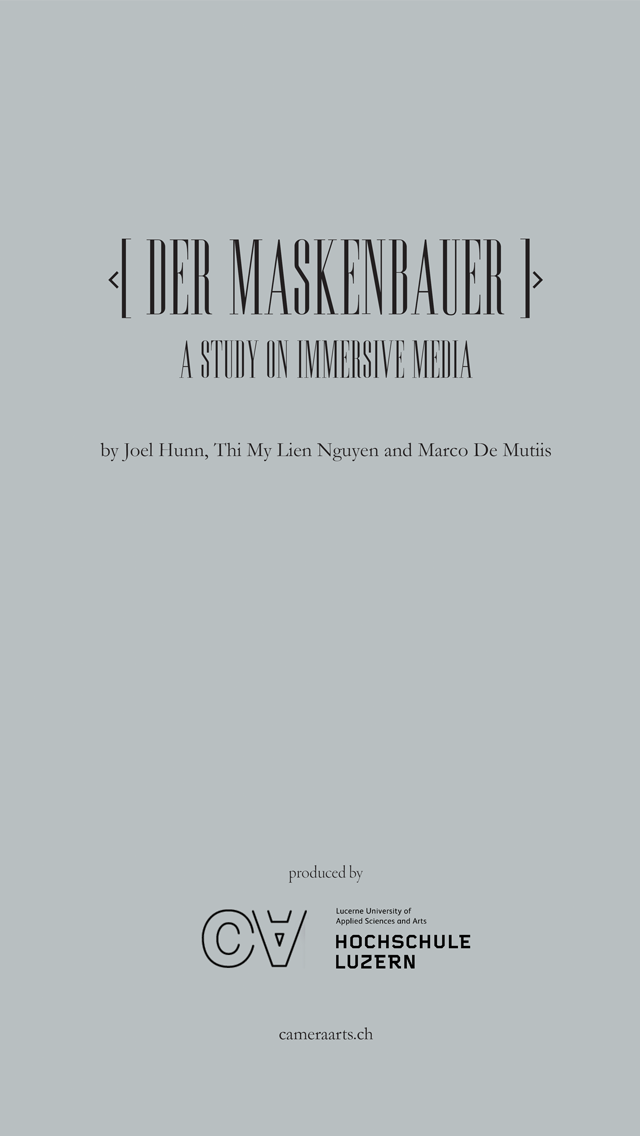 <[ DER MASKENBAUER ]>
A STUDY ON IMMERSIVE MEDIA
by Joel Hunn, Thi My Lien Nguyen and Marco De Mutiis
produced by
CA
Lucerne University of
Applied Sciences and Arts
HOCHSCHULE
LUZERN
cameraarts.ch